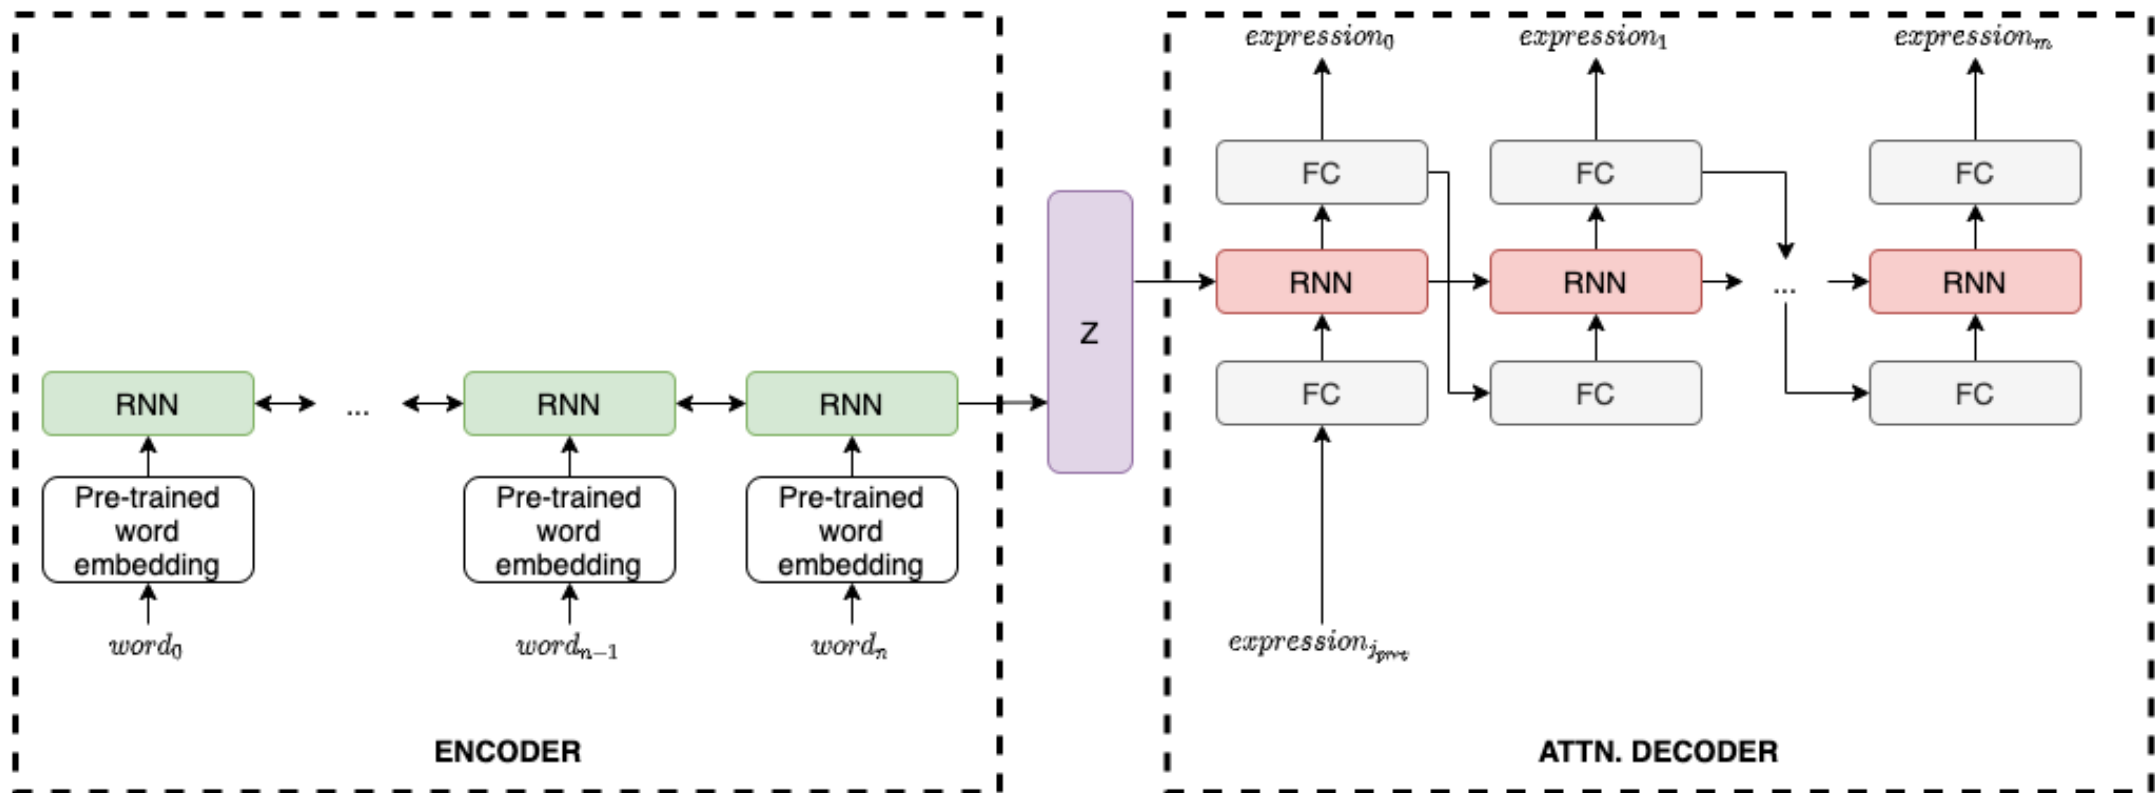 expression₀ expression₁ expressionₘ
FC FC FC
RNN RNN ... RNN
Z
FC FC FC
RNN ... RNN RNN
Pre-trained Pre-trained Pre-trained
word word word
embedding embedding embedding
word₀ wordₙ₋₁ wordₙ expression
ENCODER ATTN. DECODER